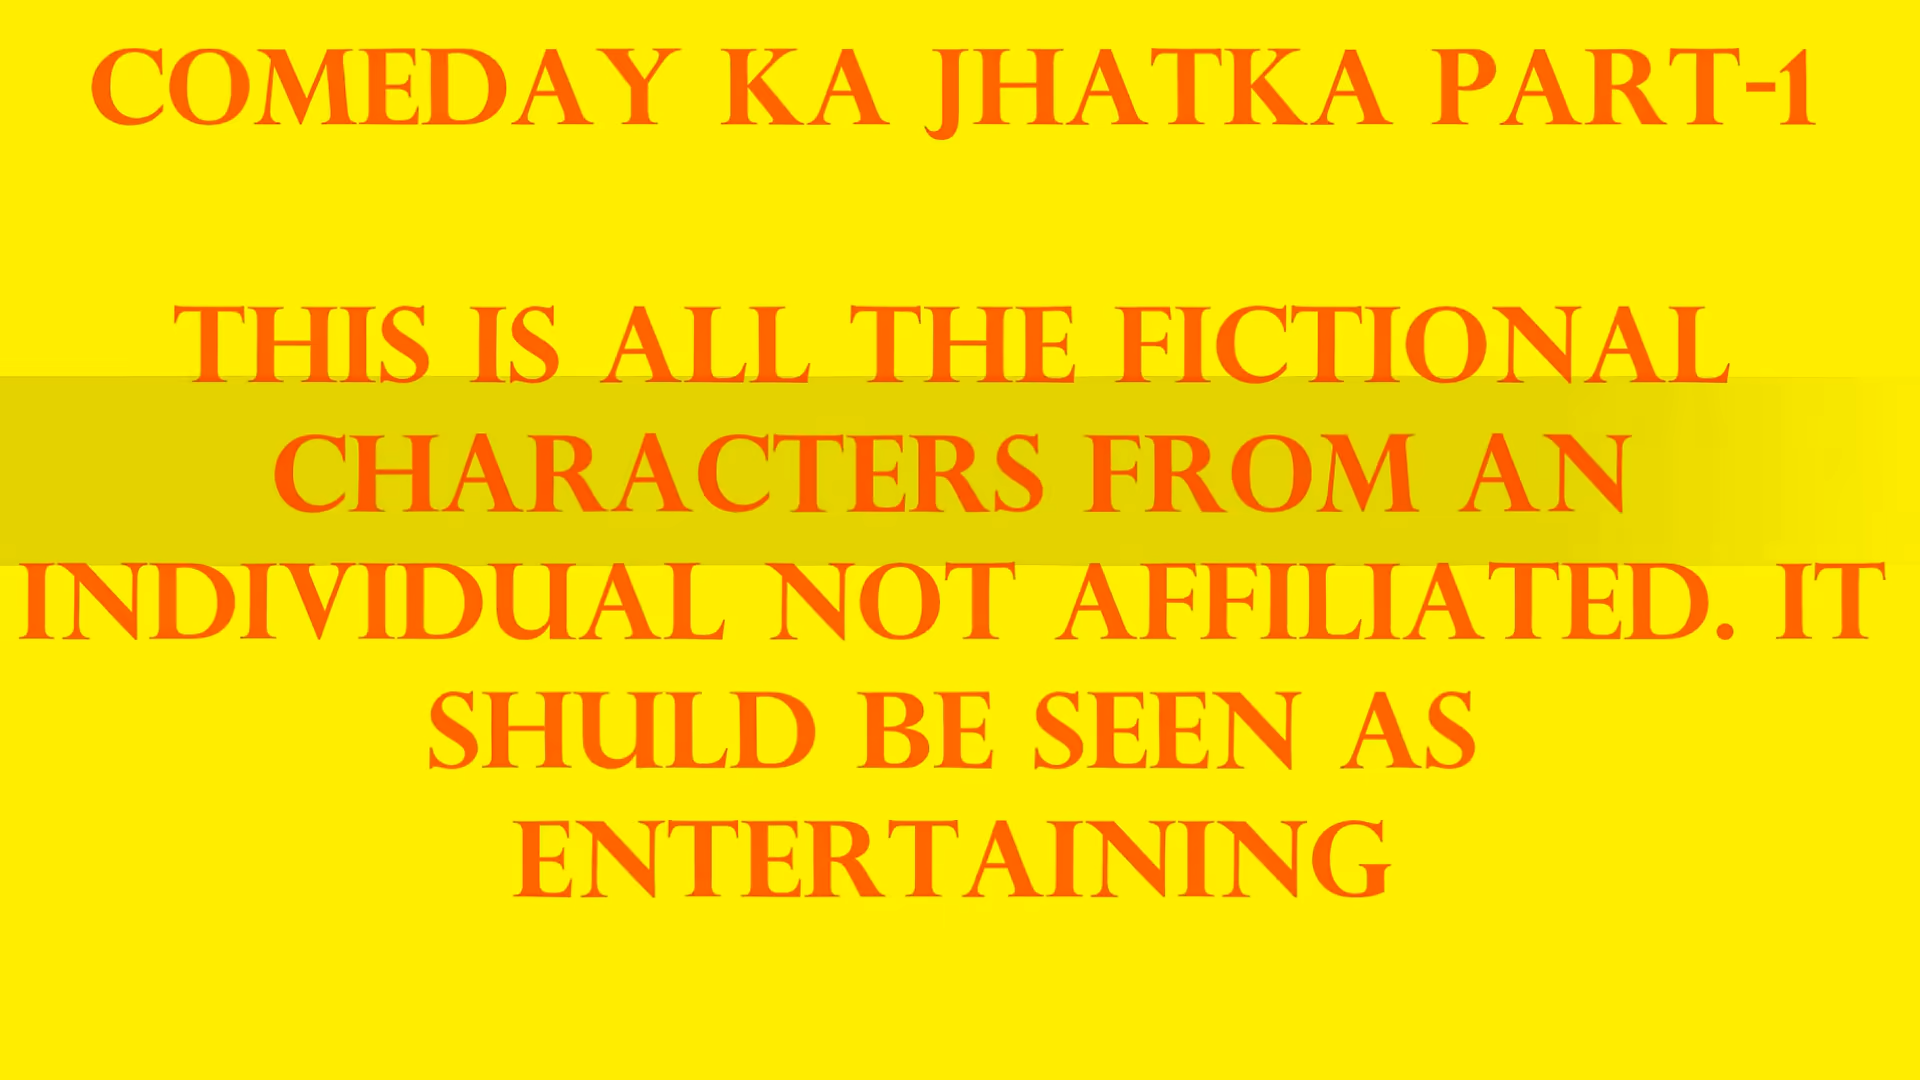 COMEDAY KA JHATKA PART-1
THIS IS ALL THE FICTIONAL
CHARACTERS FROM AN
INDIVIDUAL NOT AFFILIATED. IT
SHULD BE SEEN AS
ENTERTAINING